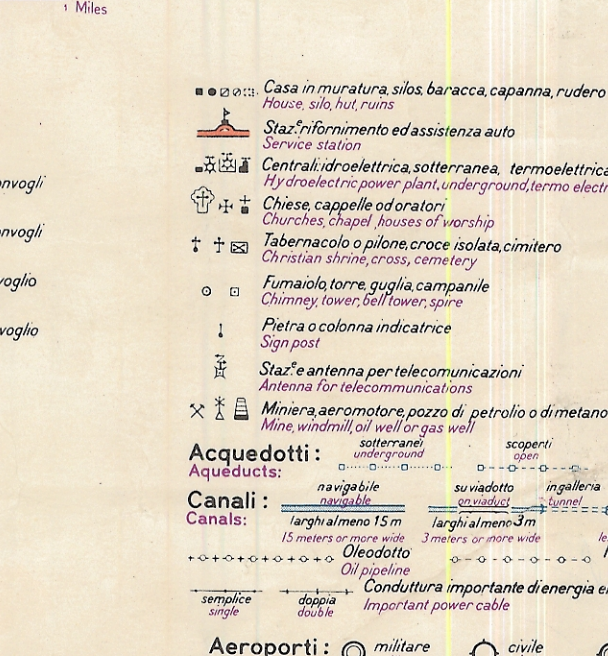 1 Miles
Casa in muratura, silos, baracca, capanna, rudero
House, silo, hut, ruins
Staz.e rifornimento ed assistenza auto
Service station
Centrali: idroelettrica, sotterranea, termoelettrica
Hydroelectric power plant, underground, termo electr
onvogli
Chiese, cappelle od oratori
Churches, chapel, houses of worship
onvogli
Tabernacolo o pilone, croce isolata, cimitero
Christian shrine, cross, cemetery
voglio
Fumaiolo, torre, guglia, campanile
Chimney, tower, bell tower, spire
voglio
Pietra o colonna indicatrice
Sign post
Staz.e e antenna per telecomunicazioni
Antenna for telecommunications
Miniera, aeromotore, pozzo di petrolio o di metano
Mine, windmill, oil well or gas well
Acquedotti: sotterranei scoperti
Aqueducts: underground open
navigabile su viadotto in galleria
Canali: navigable on viaduct tunnel
Canals: larghi almeno 15 m larghi almeno 3 m
15 meters or more wide 3 meters or more wide le
Oleodotto
Oil pipeline
Conduttura importante di energia el
semplice doppia Important power cable
single double
Aeroporti: militare civile